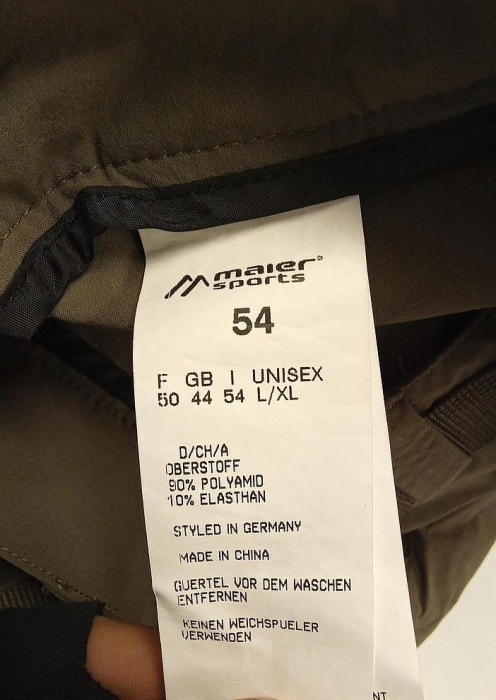 maier
sports
54
F GB I UNISEX
50 44 54 L/XL
D/CH/A
OBERSTOFF
90% POLYAMID
10% ELASTHAN
STYLED IN GERMANY
MADE IN CHINA
GUERTEL VOR DEM WASCHEN
ENTFERNEN
KEINEN WEICHSPUELER
VERWENDEN
NT